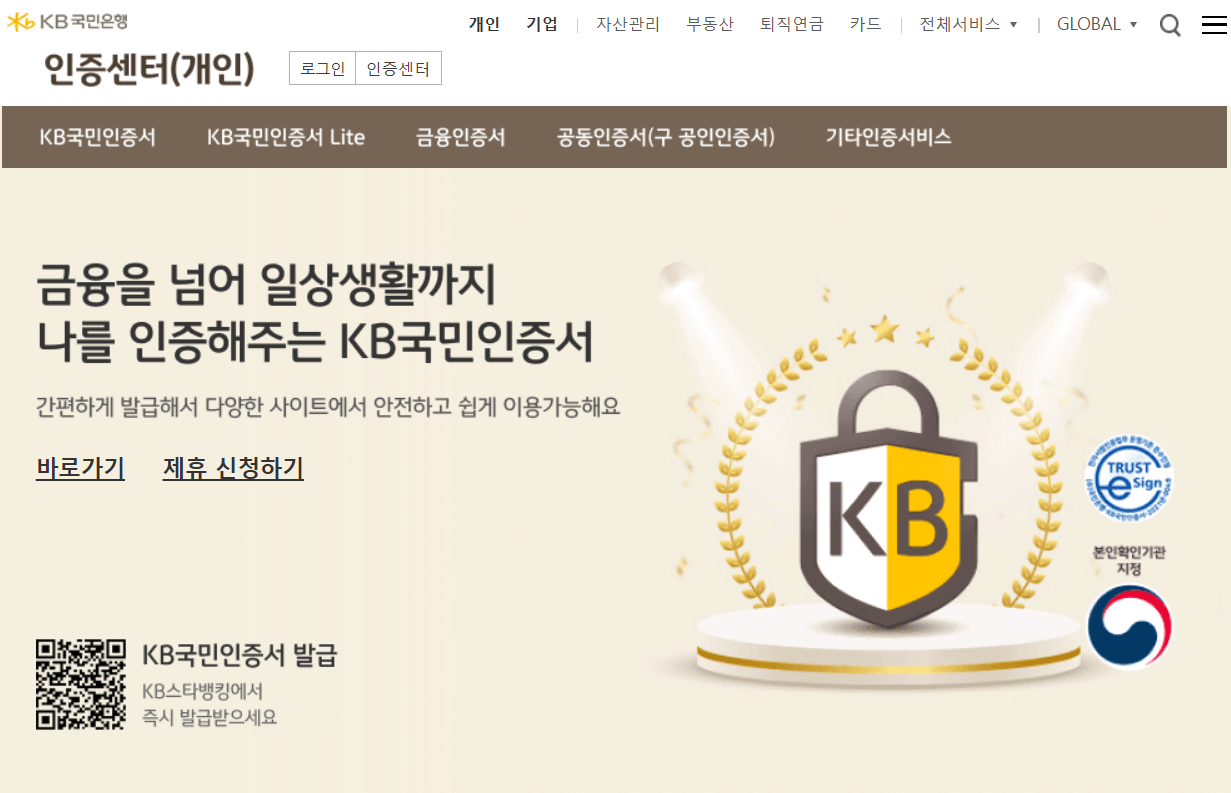 KB국민은행
개인 기업 자산관리 부동산 퇴직연금 카드 전체서비스 GLOBAL
인증센터(개인) 로그인 인증센터
KB국민인증서 KB국민인증서 Lite 금융인증서 공동인증서(구 공인인증서) 기타인증서비스
금융을 넘어 일상생활까지
나를 인증해주는 KB국민인증서
간편하게 발급해서 다양한 사이트에서 안전하고 쉽게 이용가능해요
바로가기 제휴 신청하기
KB
TRUST
e Sign
본인확인기관
지정
KB국민인증서 발급
KB스타뱅킹에서
즉시 발급받으세요